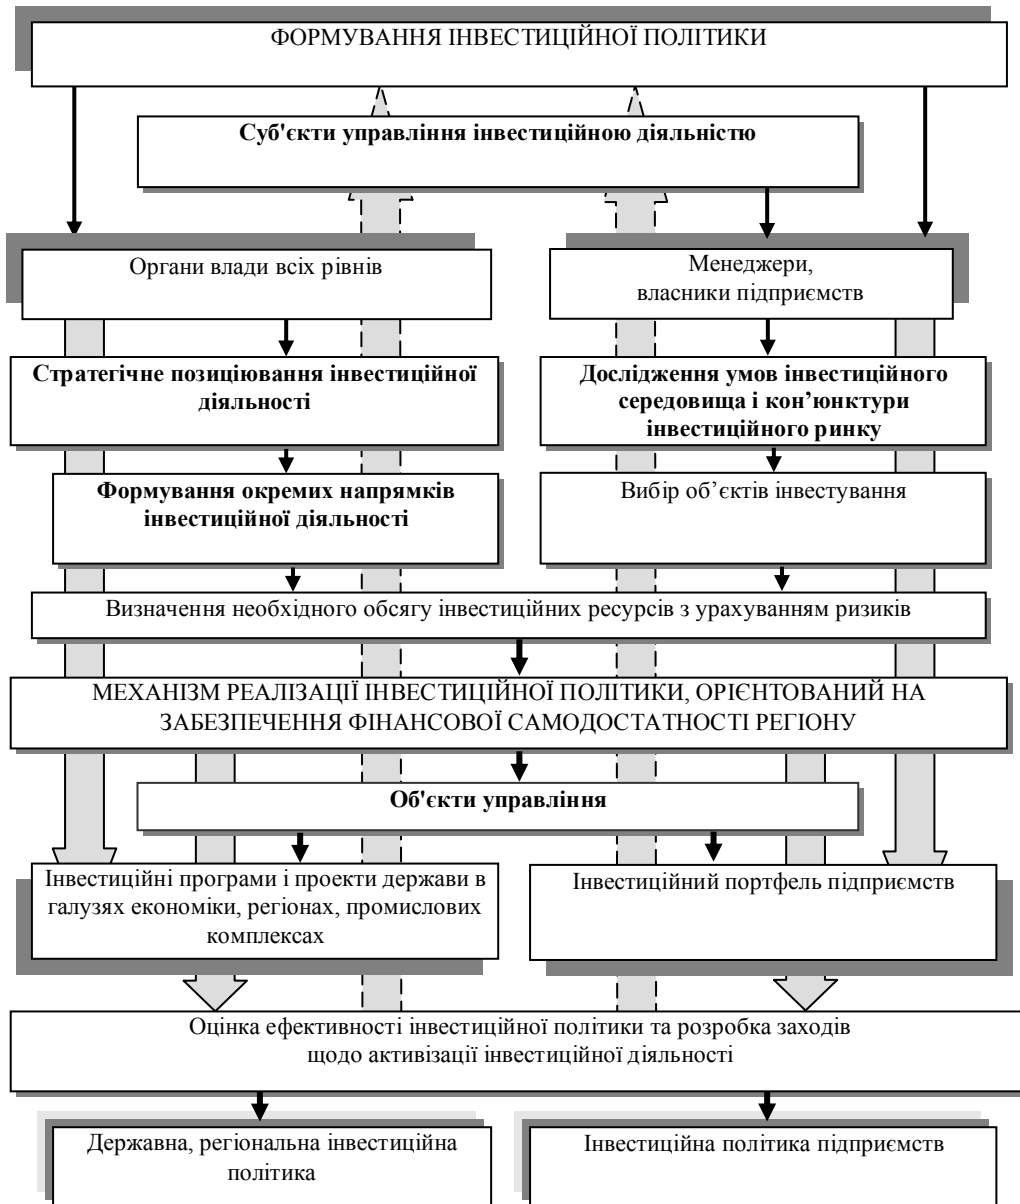 ФОРМУВАННЯ ІНВЕСТИЦІЙНОЇ ПОЛІТИКИ
Суб'єкти управління інвестиційною діяльністю
Органи влади всіх рівнів
Менеджери,
власники підприємств
Стратегічне позиціювання інвестиційної
діяльності
Дослідження умов інвестиційного
середовища і кон’юнктури
інвестиційного ринку
Формування окремих напрямків
інвестиційної діяльності
Вибір об’єктів інвестування
Визначення необхідного обсягу інвестиційних ресурсів з урахуванням ризиків
МЕХАНІЗМ РЕАЛІЗАЦІЇ ІНВЕСТИЦІЙНОЇ ПОЛІТИКИ, ОРІЄНТОВАНИЙ НА
ЗАБЕЗПЕЧЕННЯ ФІНАНСОВОЇ САМОДОСТАТНОСТІ РЕГІОНУ
Об'єкти управління
Інвестиційні програми і проекти держави в
галузях економіки, регіонах, промислових
комплексах
Інвестиційний портфель підприємств
Оцінка ефективності інвестиційної політики та розробка заходів
щодо активізації інвестиційної діяльності
Державна, регіональна інвестиційна
політика
Інвестиційна політика підприємств